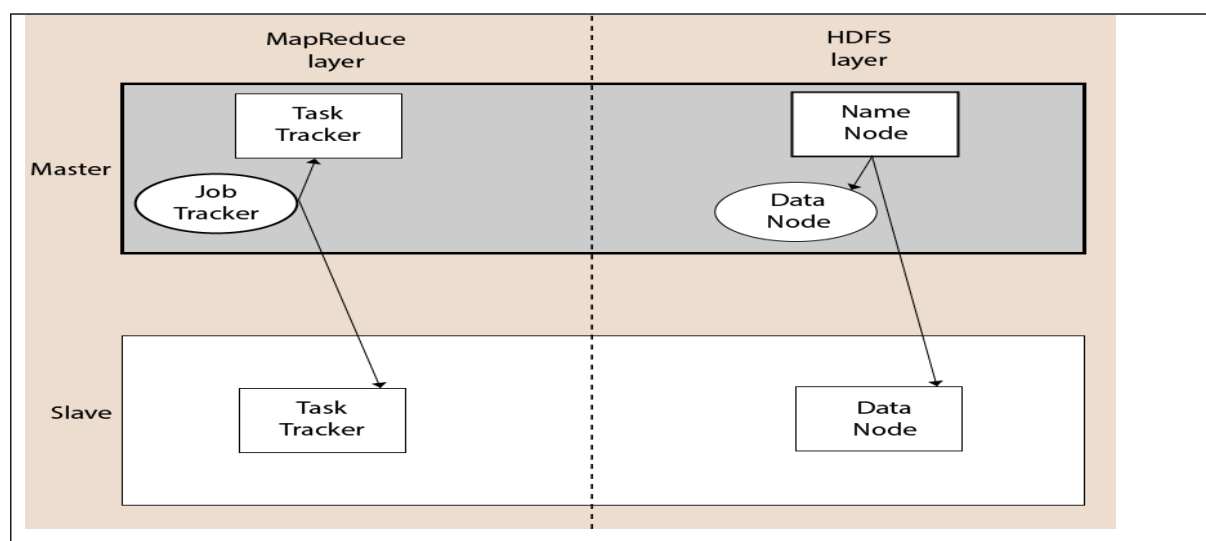 MapReduce
layer
HDFS
layer
Master
Task
Tracker
Job
Tracker
Name
Node
Data
Node
Slave
Task
Tracker
Data
Node